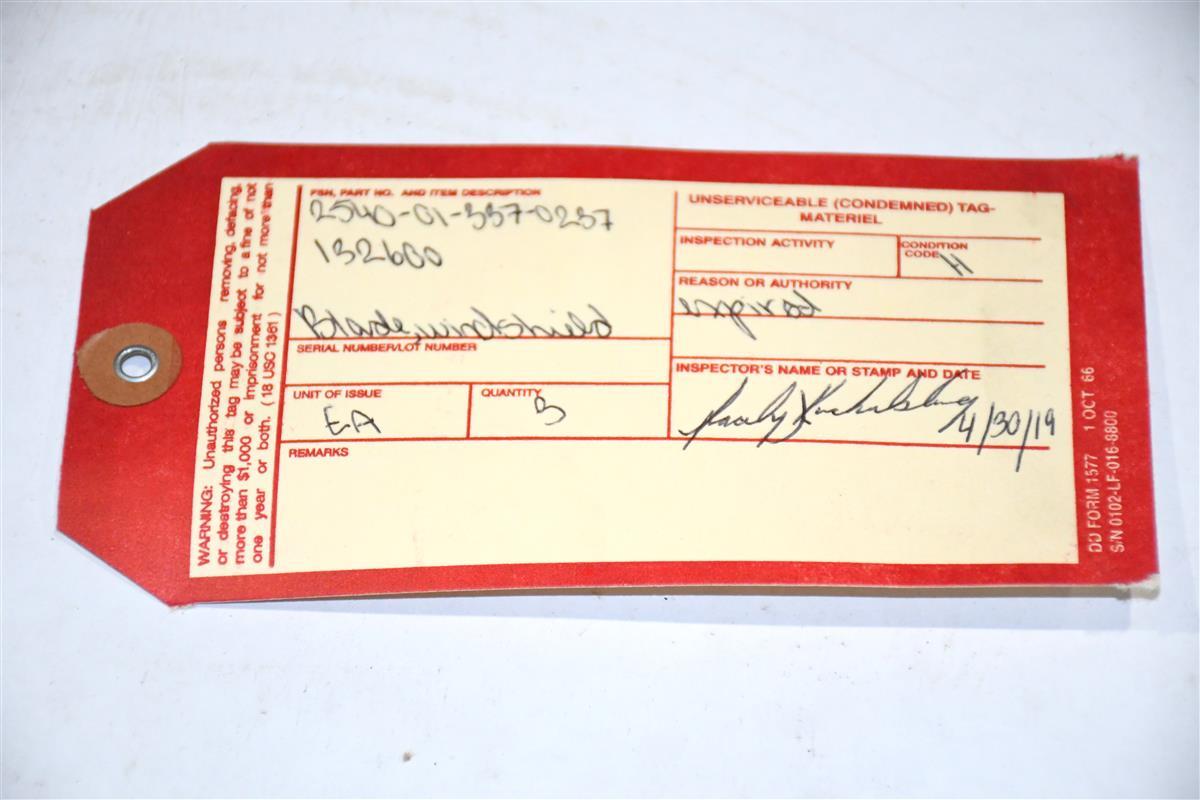 WARNING: Unauthorized persons removing, defacing,
or destroying this tag may be subject to a fine of not
more than $1,000 or imprisonment for not more than
one year or both. (18 USC 1361)
FSN, PART NO. AND ITEM DESCRIPTION
2540-01-337-0237
132600
Blade, windshield
SERIAL NUMBER/LOT NUMBER
UNIT OF ISSUE
EA
QUANTITY
3
REMARKS
UNSERVICEABLE (CONDEMNED) TAG-
MATERIEL
INSPECTION ACTIVITY
CONDITION
CODE H
REASON OR AUTHORITY
expired
INSPECTOR'S NAME OR STAMP AND DATE
4/30/19
DD FORM 1577 1 OCT 66
S/N 0102-LF-016-8800